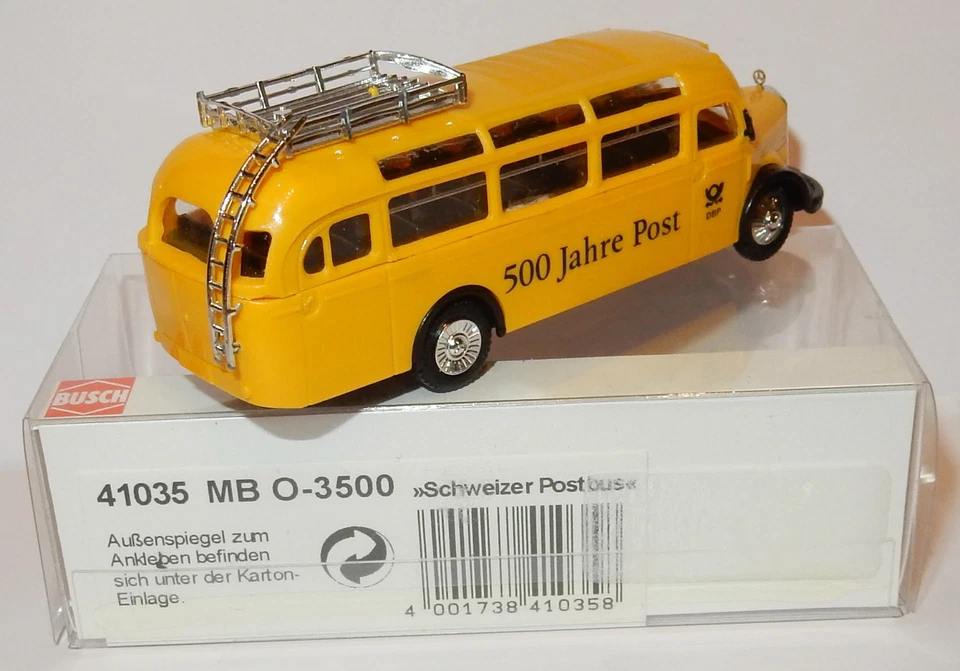 500 Jahre Post
DBP
BUSCH
41035 MB O-3500 »Schweizer Postbus«
Außenspiegel zum
Ankleben befinden
sich unter der Karton-
Einlage.
4 001738 410358